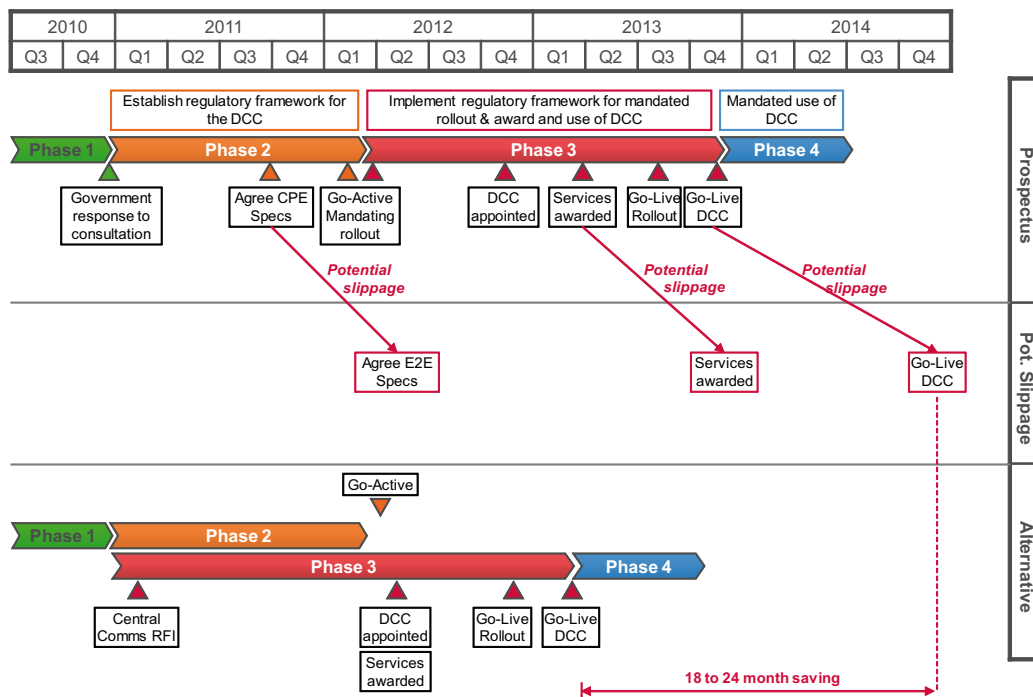 2010 2011 2012 2013 2014
Q3 Q4 Q1 Q2 Q3 Q4 Q1 Q2 Q3 Q4 Q1 Q2 Q3 Q4 Q1 Q2 Q3 Q4
Prospectus
Establish regulatory framework for
the DCC
Implement regulatory framework for mandated
rollout & award and use of DCC
Mandated use of
DCC
Phase 1 Phase 2 Phase 3 Phase 4
Government
response to
consultation
Agree CPE
Specs
Go-Active
Mandating
rollout
DCC
appointed
Services
awarded
Go-Live
Rollout
Go-Live
DCC
Potential
slippage
Potential
slippage
Potential
slippage
Pot. Slippage
Agree E2E
Specs
Services
awarded
Go-Live
DCC
Alternative
Go-Active
Phase 1 Phase 2
Phase 3 Phase 4
Central
Comms RFI
DCC
appointed
Services
awarded
Go-Live
Rollout
Go-Live
DCC
18 to 24 month saving